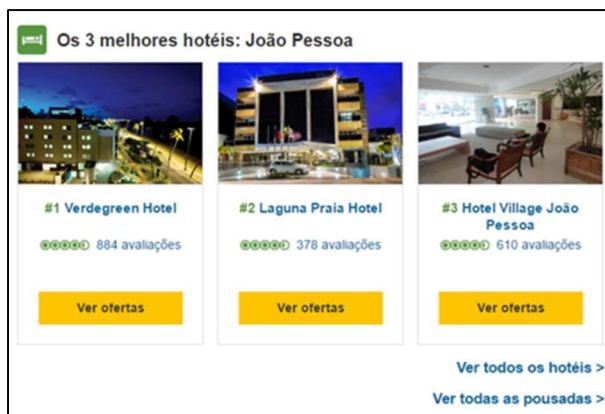 Os 3 melhores hotéis: João Pessoa
#1 Verdegreen Hotel
884 avaliações
Ver ofertas
#2 Laguna Praia Hotel
378 avaliações
Ver ofertas
#3 Hotel Village João
Pessoa
610 avaliações
Ver ofertas
Ver todos os hotéis >
Ver todas as pousadas >